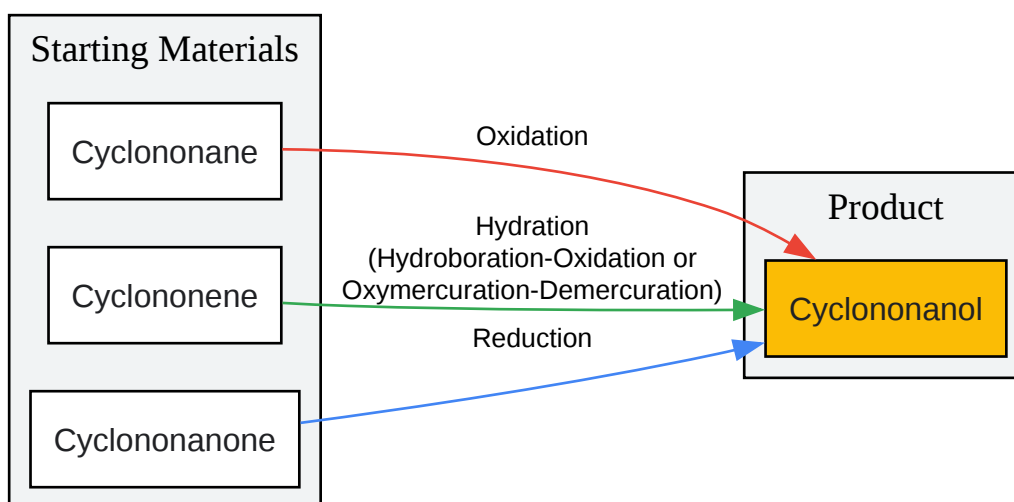 Starting Materials
Cyclononane
Cyclononene
Cyclononanone
Oxidation
Hydration
(Hydroboration-Oxidation or
Oxymercuration-Demercuration)
Reduction
Product
Cyclononanol